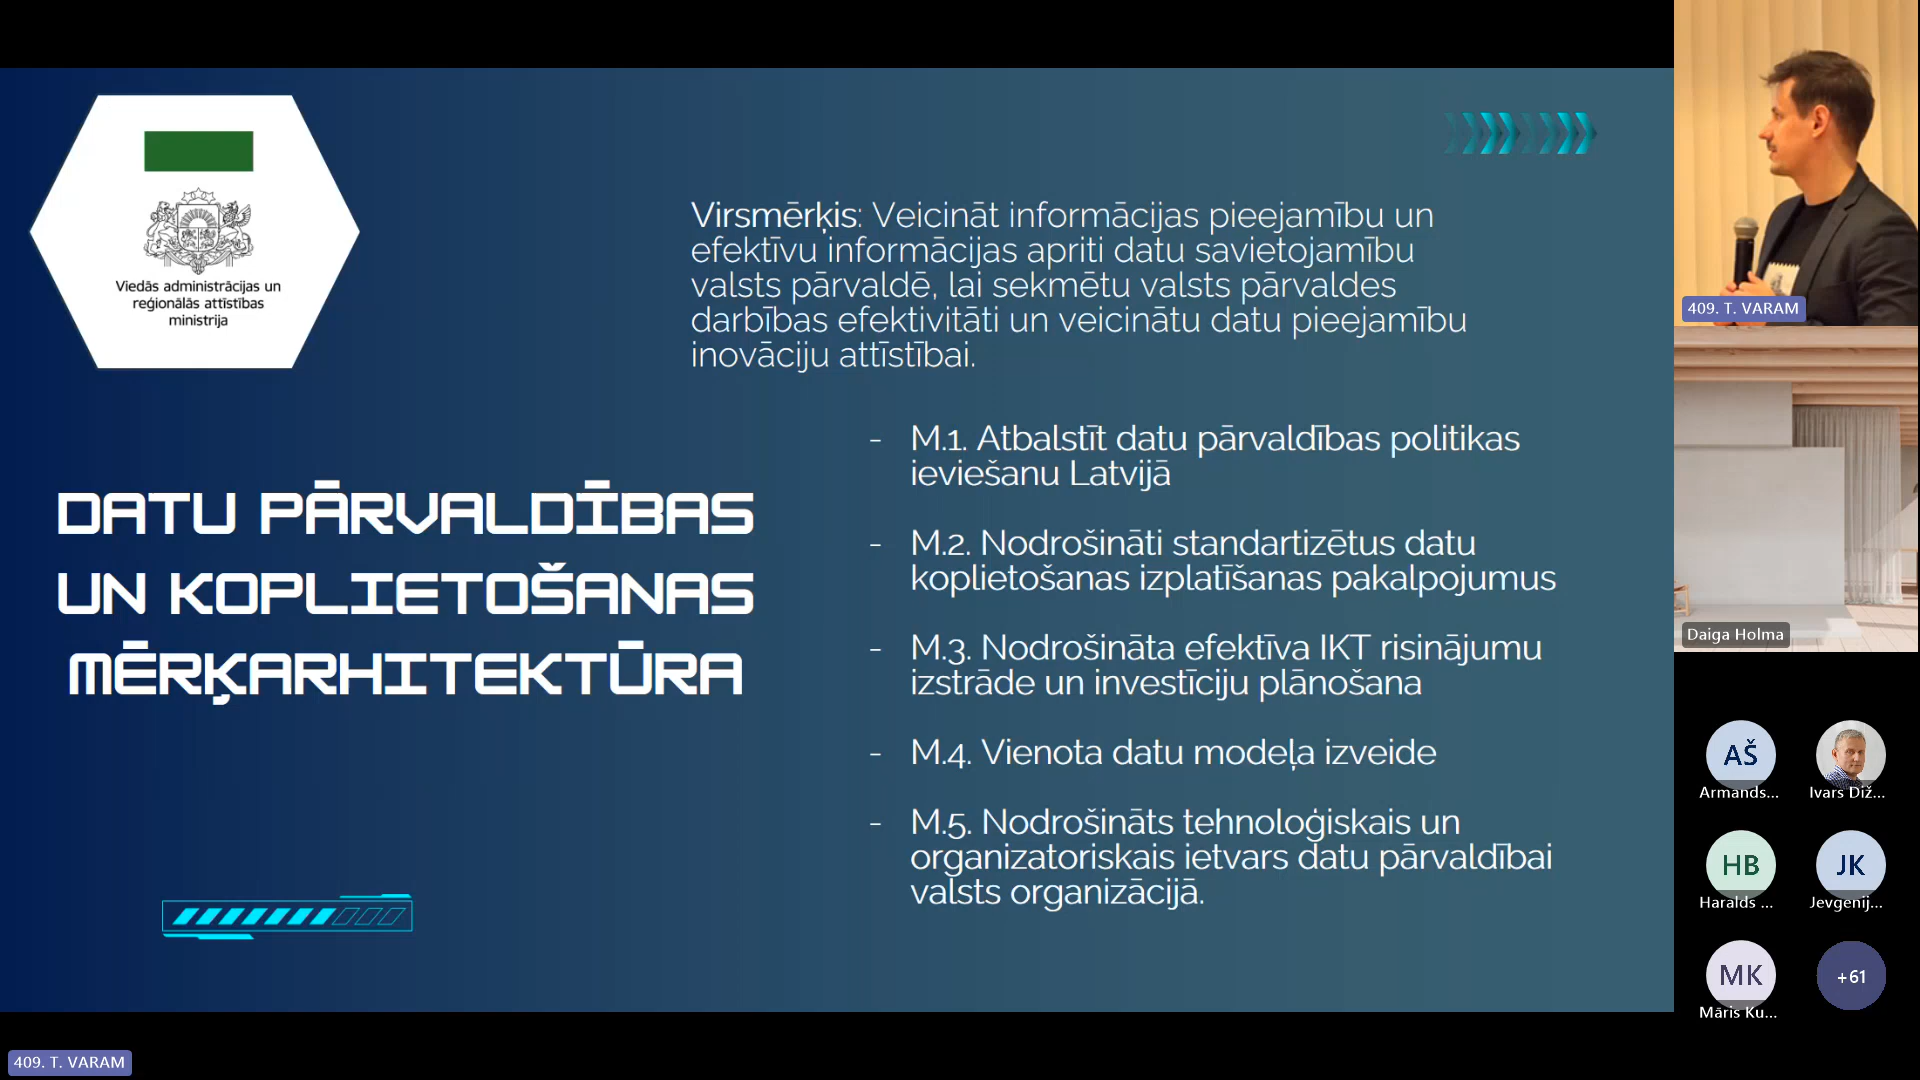 Viedās administrācijas un
reģionālās attīstības
ministrija
DATU PĀRVALDĪBAS
UN KOPLIETOŠANAS
MĒRĶARHITEKTŪRA
Virsmērķis: Veicināt informācijas pieejamību un
efektīvu informācijas apriti datu savietojamību
valsts pārvaldē, lai sekmētu valsts pārvaldes
darbības efektivitāti un veicinātu datu pieejamību
inovāciju attīstībai.
- M.1. Atbalstīt datu pārvaldības politikas
ieviešanu Latvijā
- M.2. Nodrošināti standartizētus datu
koplietošanas izplatīšanas pakalpojumus
- M.3. Nodrošināta efektīva IKT risinājumu
izstrāde un investīciju plānošana
- M.4. Vienota datu modeļa izveide
- M.5. Nodrošināts tehnoloģiskais un
organizatoriskais ietvars datu pārvaldībai
valsts organizācijā.
409. T. VARAM
Daiga Holma
AŠ
Armands...
Ivars Diž...
HB
Haralds ...
JK
Jevgenij...
MK
Māris Ku...
+61
409. T. VARAM